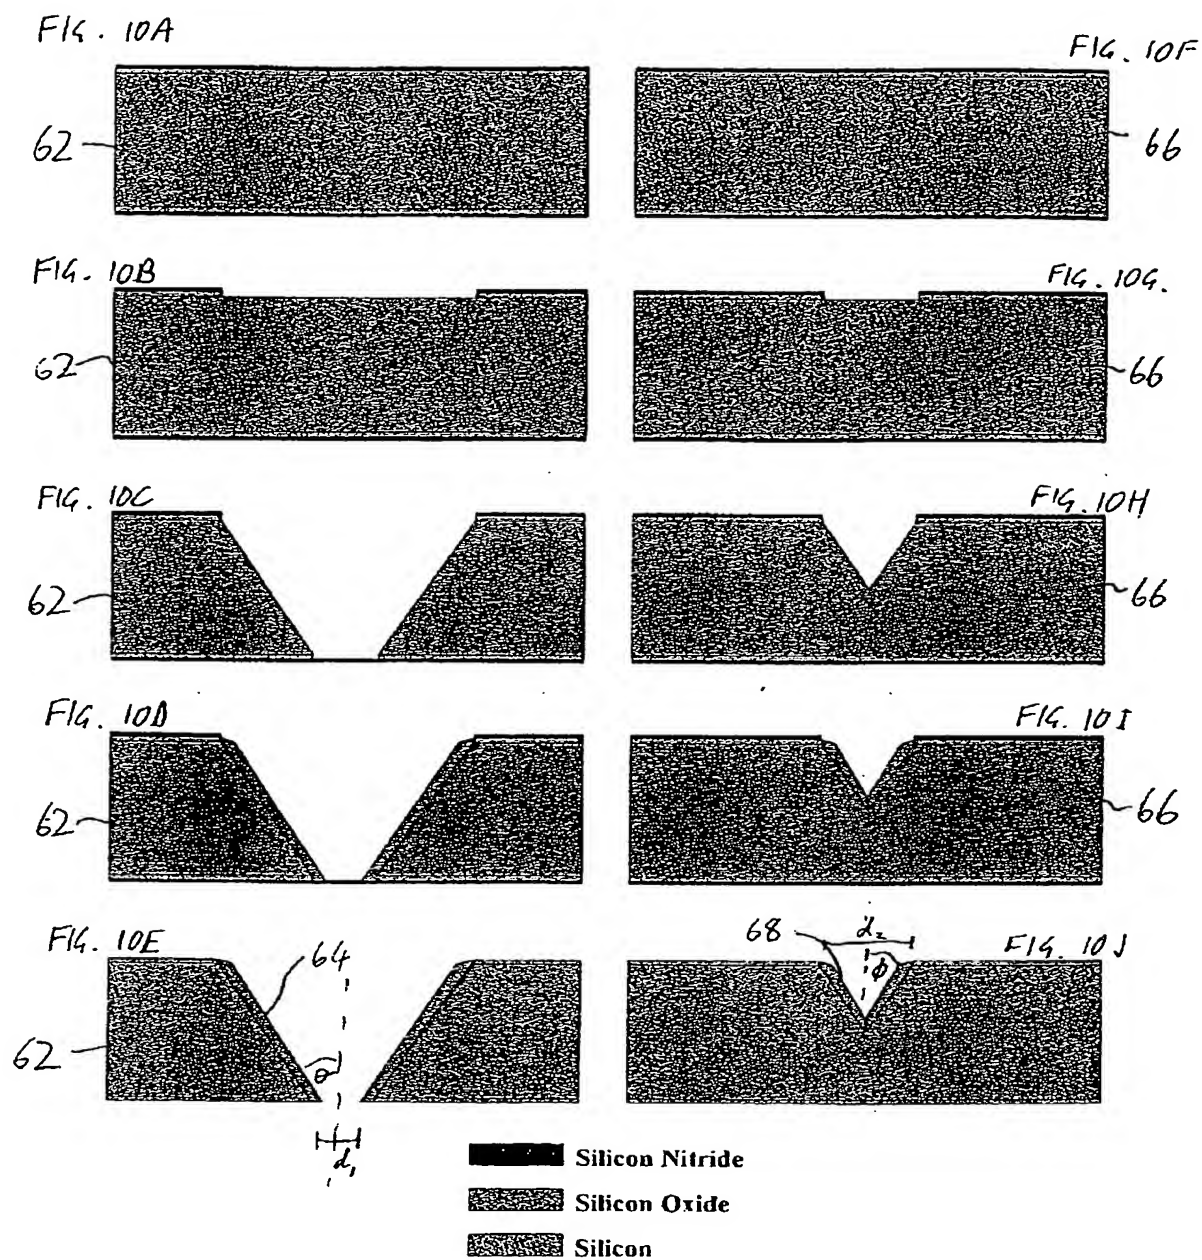 FIG. 10A
FIG. 10F
62
66
FIG. 10B
FIG. 10G.
62
66
FIG. 10C
FIG. 10H
62
66
FIG. 10D
FIG. 10I
62
66
FIG. 10E
64
θ
62
d₁
68
d₂
FIG. 10J
ϕ
Silicon Nitride
Silicon Oxide
Silicon